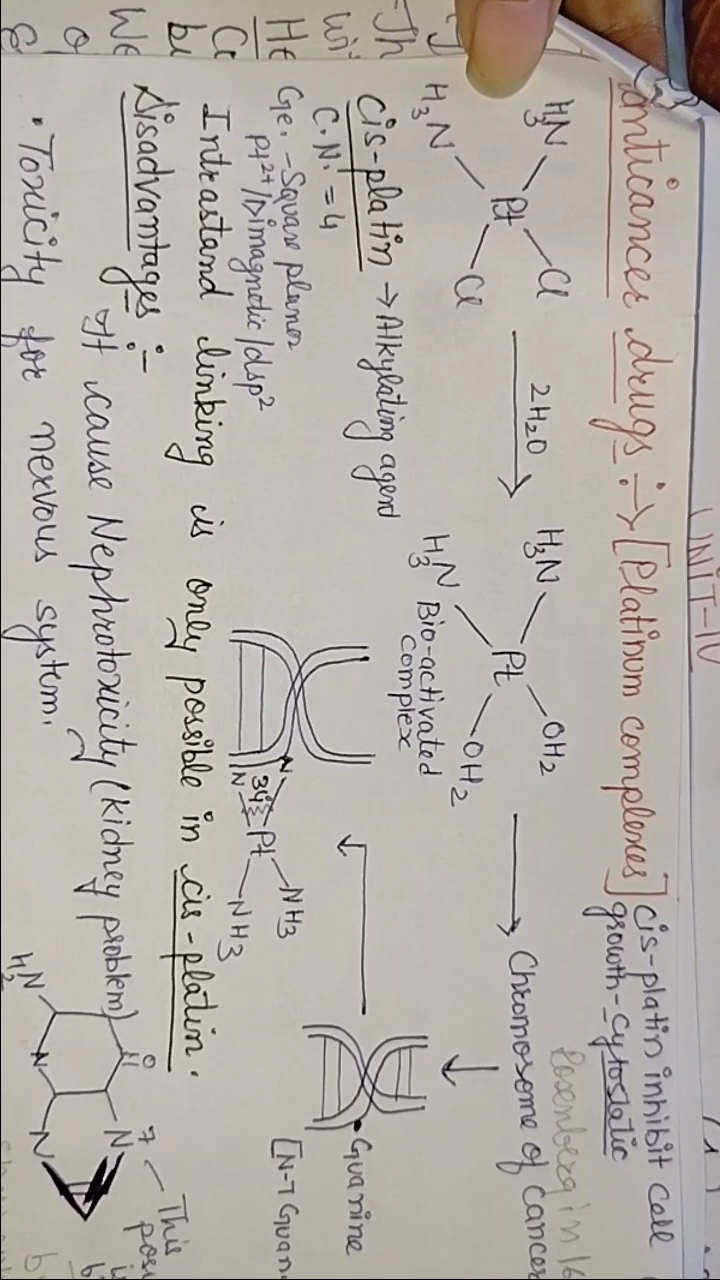 UNIT-IV
Anticancer drugs :-> [Platinum complexes] cis-platin inhibit cell
growth-Cytostatic
Rosenberg in
H3N Cl 2H2O H3N OH2
Pt → Pt → Chromosome of Cancer
H3N Cl H3N OH2
Bio-activated
complex
Cis-platin → Alkylating agent
C.N. = 4
Ge. - Square planer
Pt2+/Dimagnetic/dsp2
Guanine
[N-7 Guan
N Pt NH3
N NH3
34°
Intrastand linking is only possible in cis-platin.
Disadvantages :-
It cause Nephrotoxicity (kidney problem)
• Toxicity for nervous system.
O
H2N N N N
7 - This